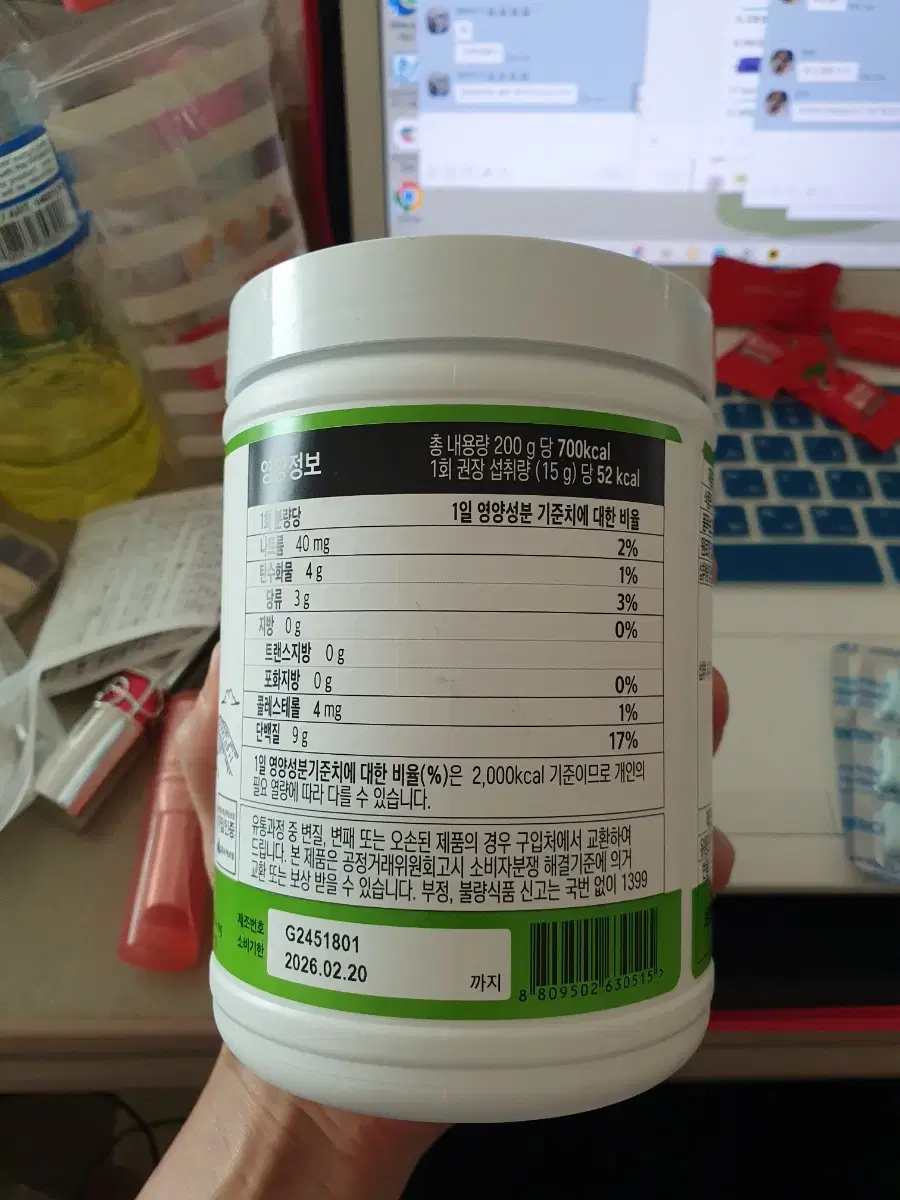 영양정보
총 내용량 200 g 당 700kcal
1회 권장 섭취량 (15 g) 당 52 kcal
1회 분량당 1일 영양성분 기준치에 대한 비율
나트륨 40 mg 2%
탄수화물 4 g 1%
당류 3 g 3%
지방 0 g 0%
트랜스지방 0 g
포화지방 0 g 0%
콜레스테롤 4 mg 1%
단백질 9 g 17%
1일 영양성분기준치에 대한 비율(%)은 2,000kcal 기준이므로 개인의
필요 열량에 따라 다를 수 있습니다.
유통과정 중 변질, 변패 또는 오손된 제품의 경우 구입처에서 교환하여
드립니다. 본 제품은 공정거래위원회고시 소비자분쟁 해결기준에 의거
교환 또는 보상 받을 수 있습니다. 부정, 불량식품 신고는 국번 없이 1399
제조번호
소비기한
G2451801
2026.02.20 까지
8 809502 630515